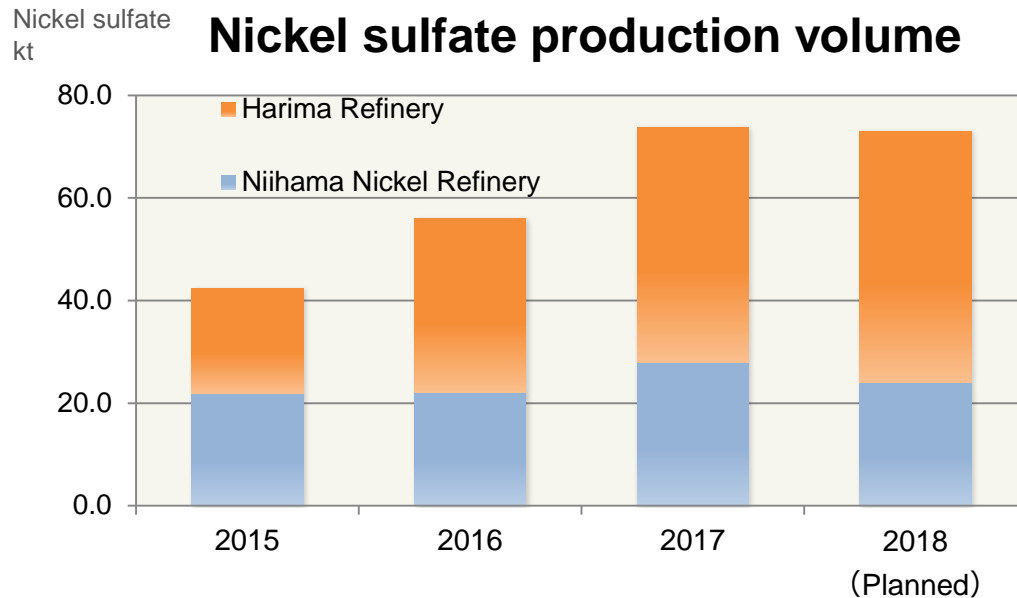 Nickel sulfate
kt
Nickel sulfate production volume
80.0
60.0
40.0
20.0
0.0
Harima Refinery
Niihama Nickel Refinery
2015
2016
2017
2018
（Planned）